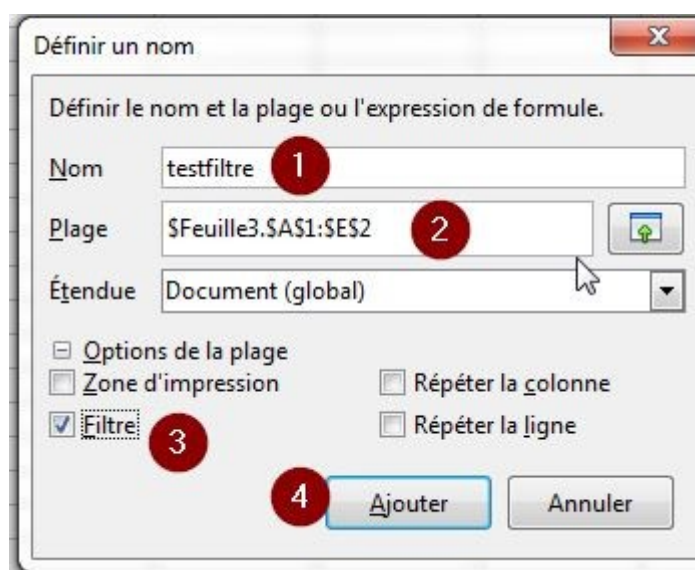 Définir un nom
Définir le nom et la plage ou l'expression de formule.
Nom testfiltre 1
Plage $Feuille3.$A$1:$E$2 2
Étendue Document (global)
Options de la plage
Zone d'impression Répéter la colonne
Filtre 3 Répéter la ligne
4 Ajouter Annuler